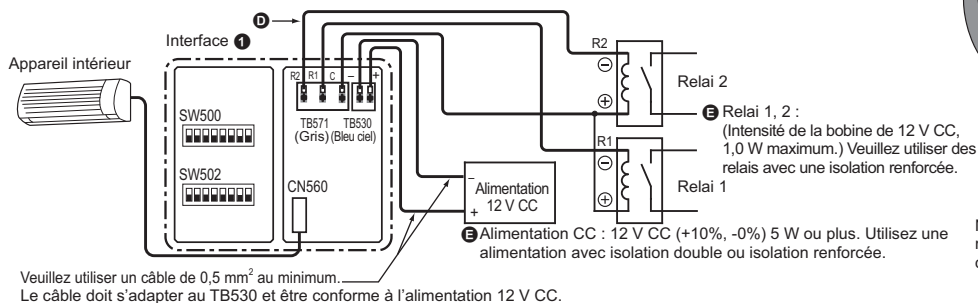 D
Interface 1
Appareil intérieur
R2
R1
C
–
+
R2
Relai 2
SW500
TB571
(Gris)
TB530
(Bleu ciel)
E Relai 1, 2 :
(Intensité de la bobine de 12 V CC,
1,0 W maximum.) Veuillez utiliser des
relais avec une isolation renforcée.
R1
SW502
CN560
–
+
Alimentation
12 V CC
Relai 1
E Alimentation CC : 12 V CC (+10%, -0%) 5 W ou plus. Utilisez une
alimentation avec isolation double ou isolation renforcée.
Veuillez utiliser un câble de 0,5 mm² au minimum.
Le câble doit s’adapter au TB530 et être conforme à l’alimentation 12 V CC.